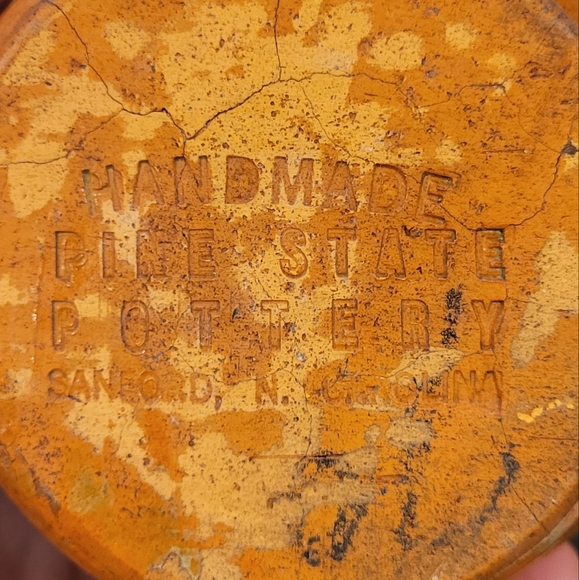 HANDMADE
PINE STATE
POTTERY
SANFORD, N. CAROLINA